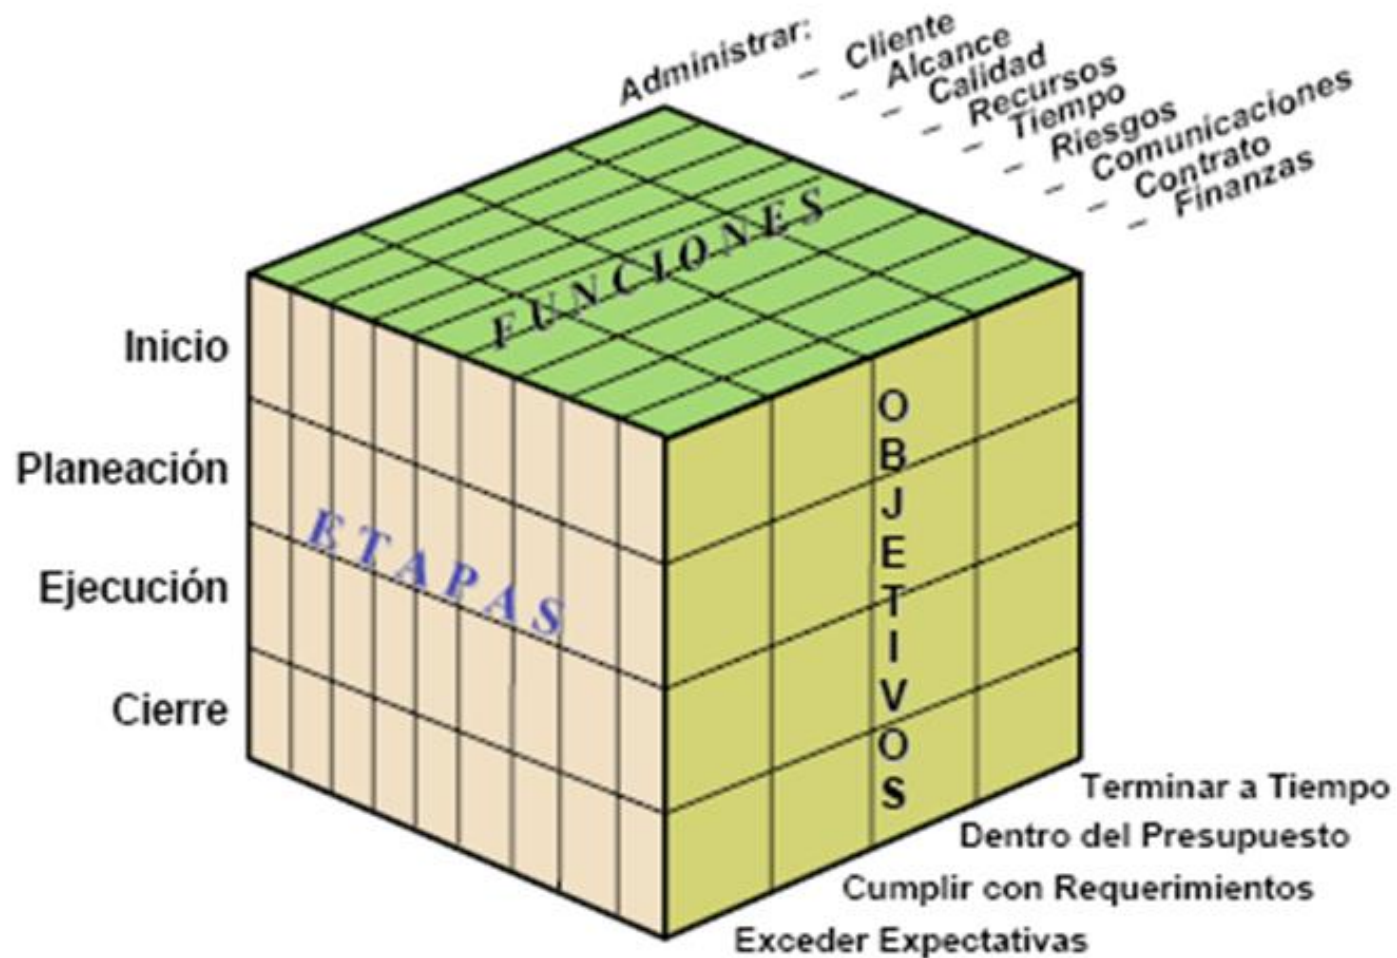 Administrar:
– Cliente
– Alcance
– Calidad
– Recursos
– Tiempo
– Riesgos
– Comunicaciones
– Contrato
– Finanzas
FUNCIONES
Inicio
Planeación
Ejecución
Cierre
ETAPAS
OBJETIVOS
Terminar a Tiempo
Dentro del Presupuesto
Cumplir con Requerimientos
Exceder Expectativas